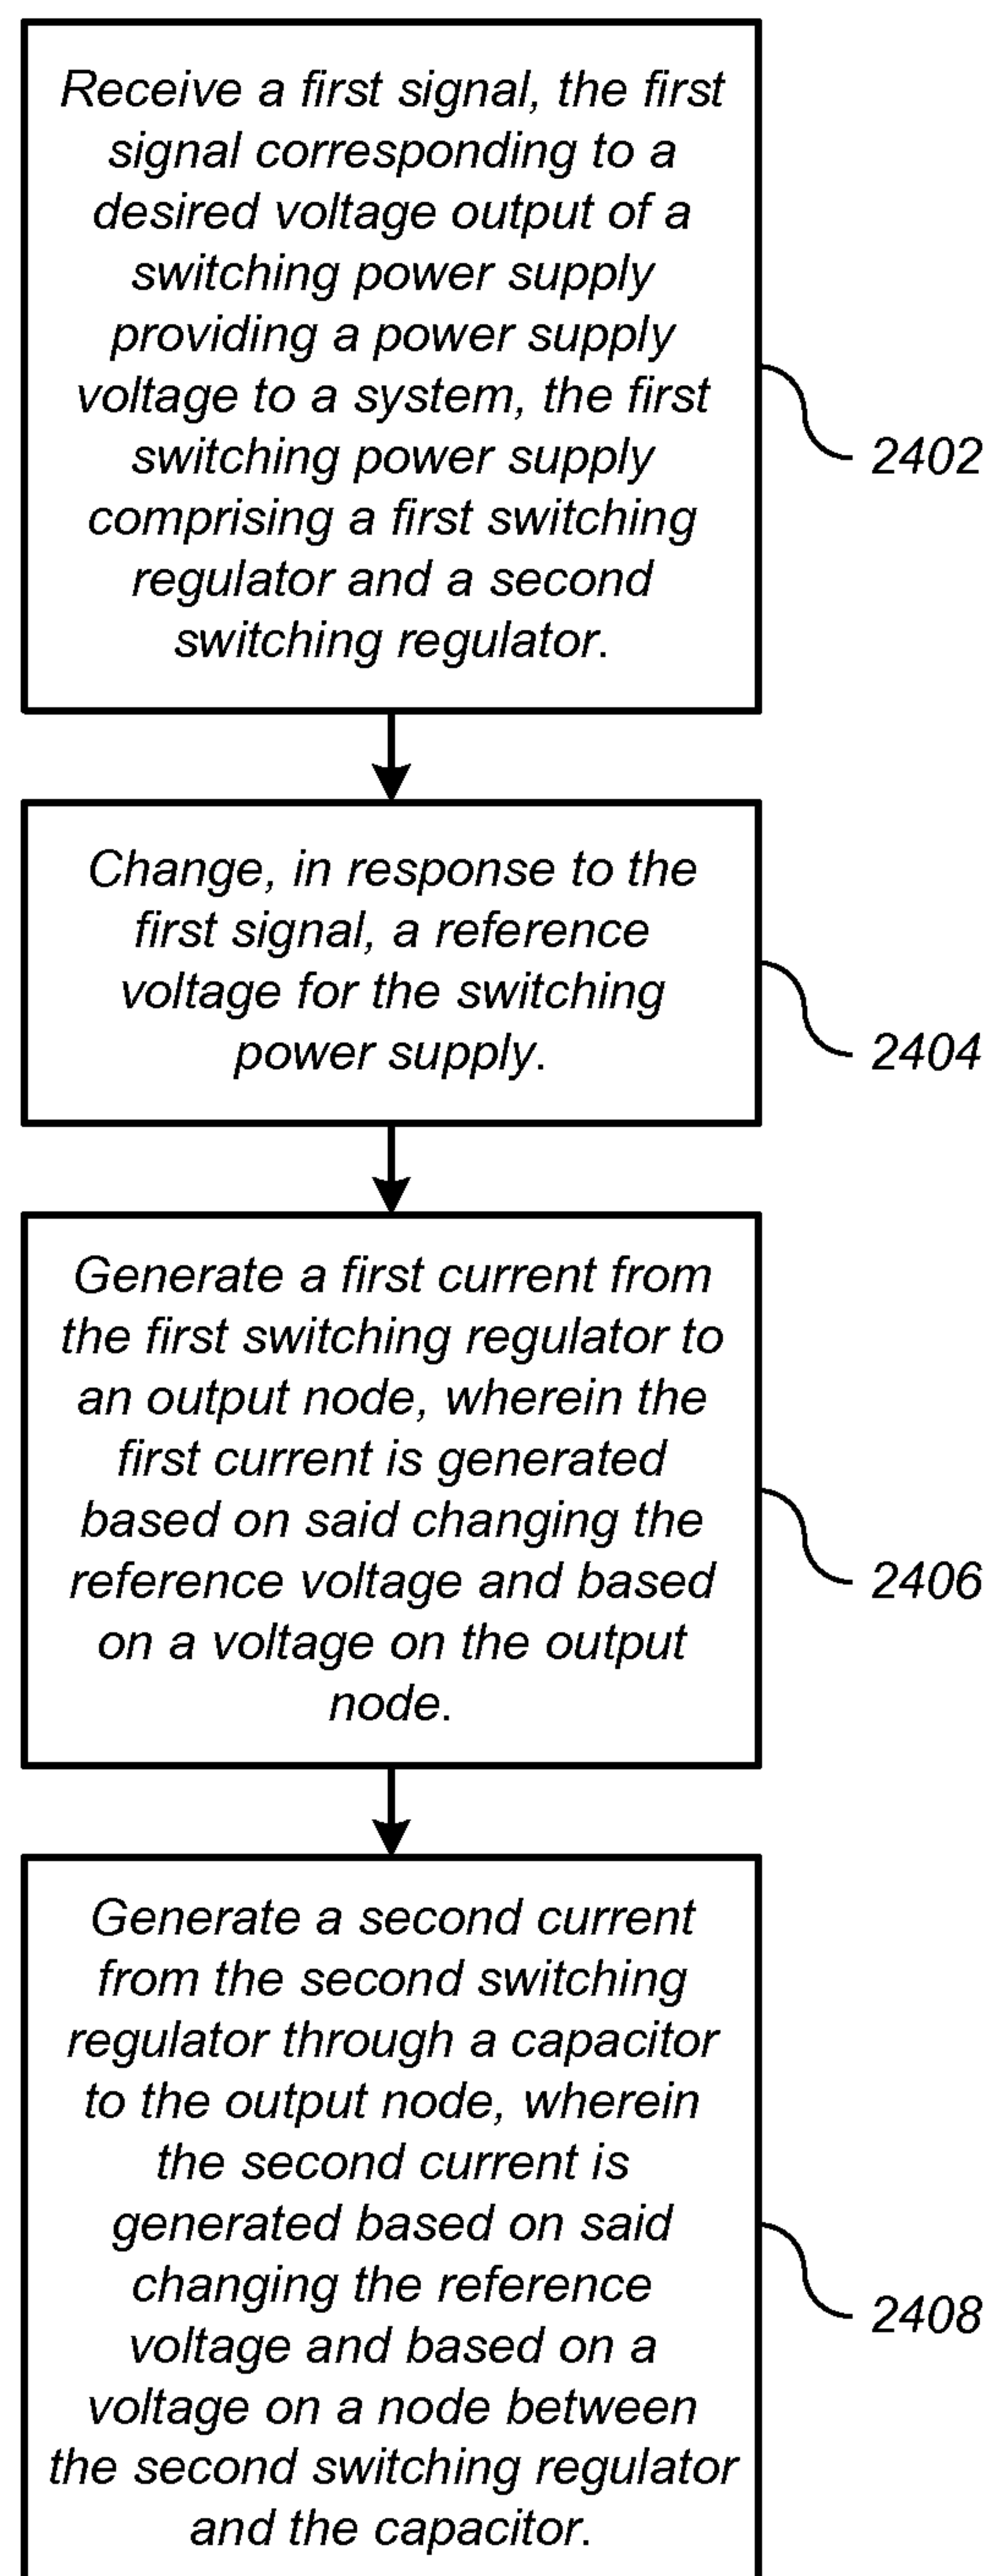 Receive a first signal, the first
signal corresponding to a
desired voltage output of a
switching power supply
providing a power supply
voltage to a system, the first
switching power supply
comprising a first switching
regulator and a second
switching regulator.
2402
Change, in response to the
first signal, a reference
voltage for the switching
power supply.
2404
Generate a first current from
the first switching regulator to
an output node, wherein the
first current is generated
based on said changing the
reference voltage and based
on a voltage on the output
node.
2406
Generate a second current
from the second switching
regulator through a capacitor
to the output node, wherein
the second current is
generated based on said
changing the reference
voltage and based on a
voltage on a node between
the second switching regulator
and the capacitor.
2408